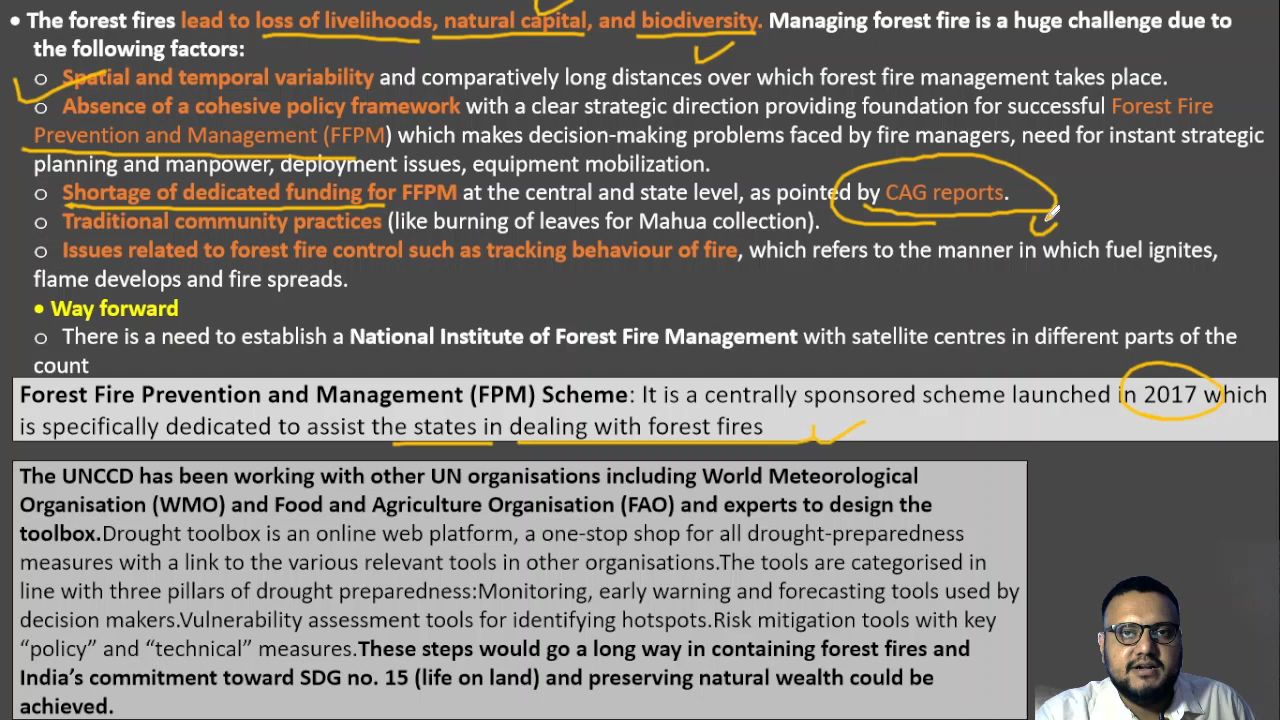 • The forest fires lead to loss of livelihoods, natural capital, and biodiversity. Managing forest fire is a huge challenge due to
the following factors:
o Spatial and temporal variability and comparatively long distances over which forest fire management takes place.
o Absence of a cohesive policy framework with a clear strategic direction providing foundation for successful Forest Fire
Prevention and Management (FFPM) which makes decision-making problems faced by fire managers, need for instant strategic
planning and manpower, deployment issues, equipment mobilization.
o Shortage of dedicated funding for FFPM at the central and state level, as pointed by CAG reports.
o Traditional community practices (like burning of leaves for Mahua collection).
o Issues related to forest fire control such as tracking behaviour of fire, which refers to the manner in which fuel ignites,
flame develops and fire spreads.
• Way forward
o There is a need to establish a National Institute of Forest Fire Management with satellite centres in different parts of the
count
Forest Fire Prevention and Management (FPM) Scheme: It is a centrally sponsored scheme launched in 2017 which
is specifically dedicated to assist the states in dealing with forest fires
The UNCCD has been working with other UN organisations including World Meteorological
Organisation (WMO) and Food and Agriculture Organisation (FAO) and experts to design the
toolbox.Drought toolbox is an online web platform, a one-stop shop for all drought-preparedness
measures with a link to the various relevant tools in other organisations.The tools are categorised in
line with three pillars of drought preparedness:Monitoring, early warning and forecasting tools used by
decision makers.Vulnerability assessment tools for identifying hotspots.Risk mitigation tools with key
“policy” and “technical” measures.These steps would go a long way in containing forest fires and
India’s commitment toward SDG no. 15 (life on land) and preserving natural wealth could be
achieved.